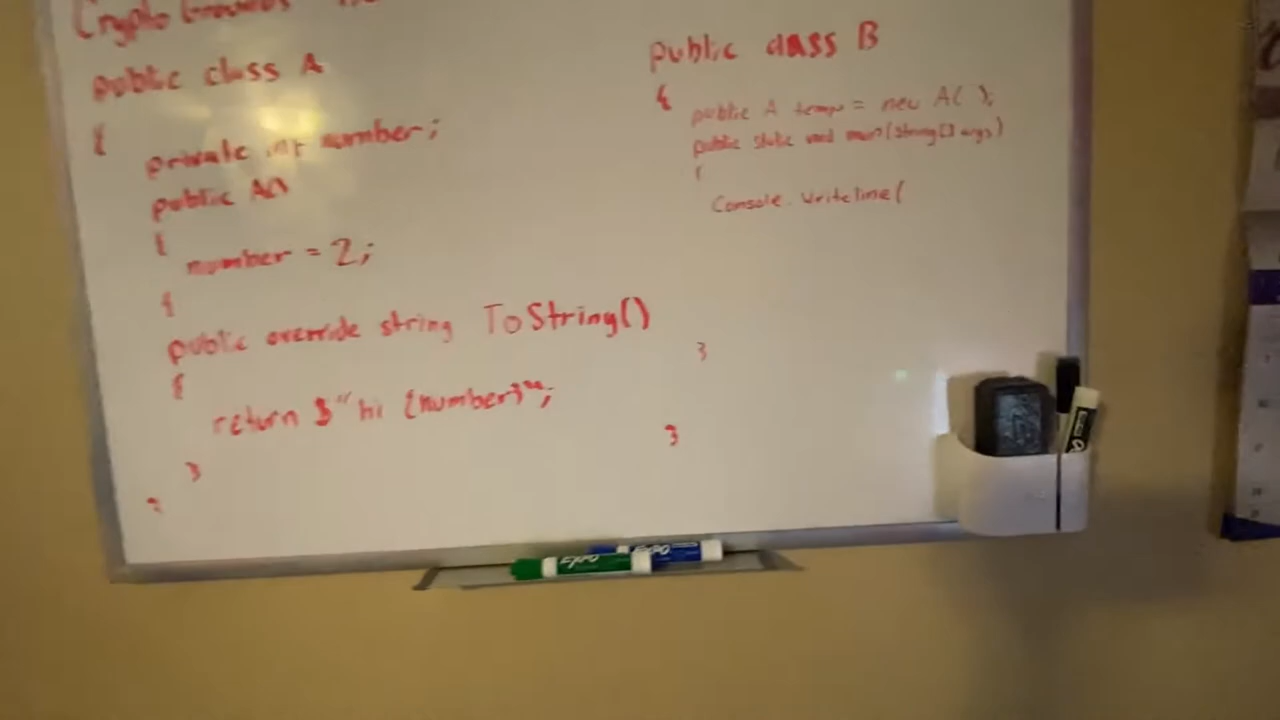 Crypto
public class A
{
private int number;
public A()
{
number = 2;
{
public override string ToString()
{
return $"hi {number}";
}
}
public class B
{
public A temp = new A( );
public static void main(string[] args)
{
Console.WriteLine(
}
}
EXPO
EXPO